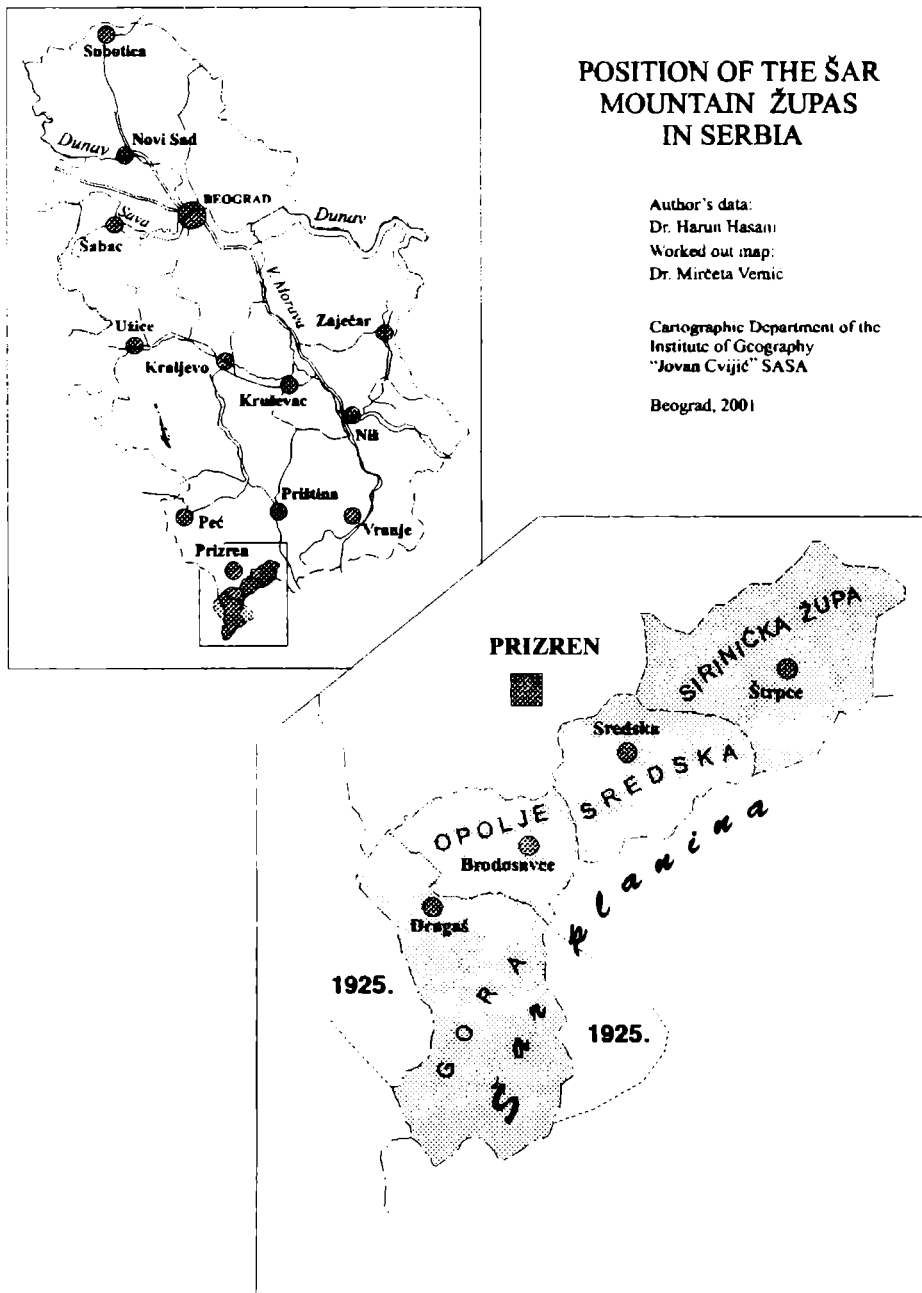 POSITION OF THE ŠAR
MOUNTAIN ŽUPAS
IN SERBIA
Author's data:
Dr. Harun Hasani
Worked out map:
Dr. Mirčeta Vemić
Cartographic Department of the
Institute of Geography
"Jovan Cvijić" SASA
Beograd, 2001
Subotica
Dunav
Novi Sad
BEOGRAD
Sava
Dunav
Šabac
V. Morava
Užice
Zaječar
Kraljevo
Kruševac
Niš
Priština
Peć
Vranje
Prizren
PRIZREN
SIRINIĆKA ŽUPA
Štrpce
Sredska
SREDSKA
OPOLJE
Brodosavce
Dragaš
GORA
Šar planina
1925.
1925.